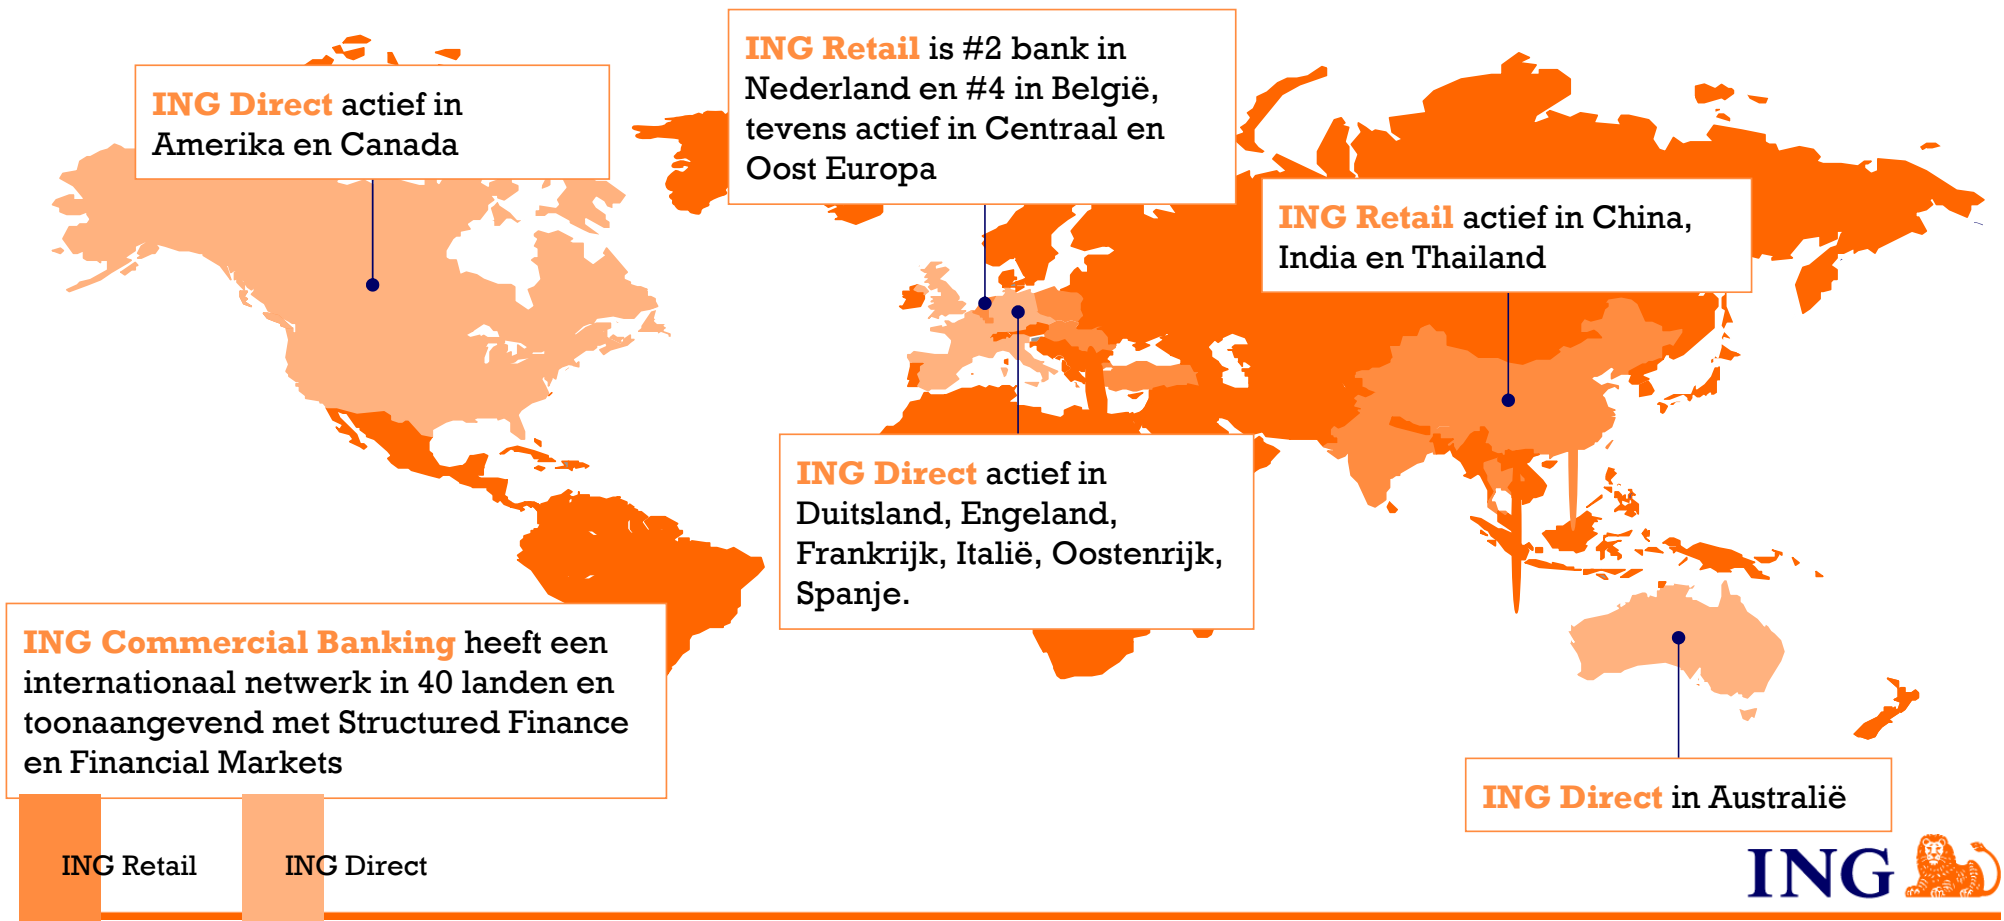 ING Direct actief in
Amerika en Canada
ING Retail is #2 bank in
Nederland en #4 in België,
tevens actief in Centraal en
Oost Europa
ING Retail actief in China,
India en Thailand
ING Direct actief in
Duitsland, Engeland,
Frankrijk, Italië, Oostenrijk,
Spanje.
ING Commercial Banking heeft een
internationaal netwerk in 40 landen en
toonaangevend met Structured Finance
en Financial Markets
ING Direct in Australië
ING Retail
ING Direct
ING